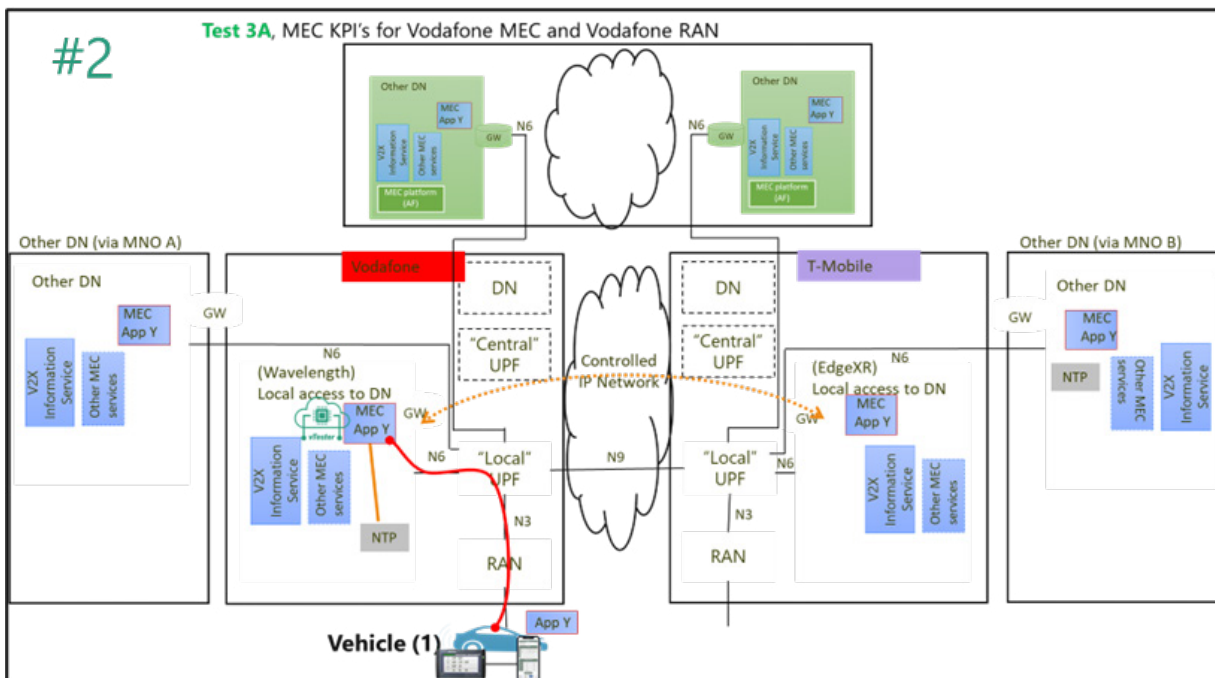 #2
Test 3A, MEC KPI's for Vodafone MEC and Vodafone RAN
Other DN
MEC
App Y
GW
N6
V2X
Information
Service
Other MEC
services
MEC platform
(AF)
Other DN
MEC
App Y
N6
GW
V2X
Information
Service
Other MEC
services
MEC platform
(AF)
Other DN (via MNO A)
Other DN
MEC
App Y
V2X
Information
Service
Other MEC
services
GW
Vodafone
DN
"Central"
UPF
N6
(Wavelength)
Local access to DN
vTester
MEC
App Y
GW
V2X
Information
Service
Other MEC
services
NTP
N6
"Local"
UPF
N3
RAN
Controlled
IP Network
N9
T-Mobile
DN
"Central"
UPF
N6
(EdgeXR)
Local access to DN
GW
MEC
App Y
"Local"
UPF
N6
N3
RAN
V2X
Information
Service
Other MEC
services
Other DN (via MNO B)
Other DN
GW
MEC
App Y
NTP
Other MEC
services
V2X
Information
Service
App Y
Vehicle (1)